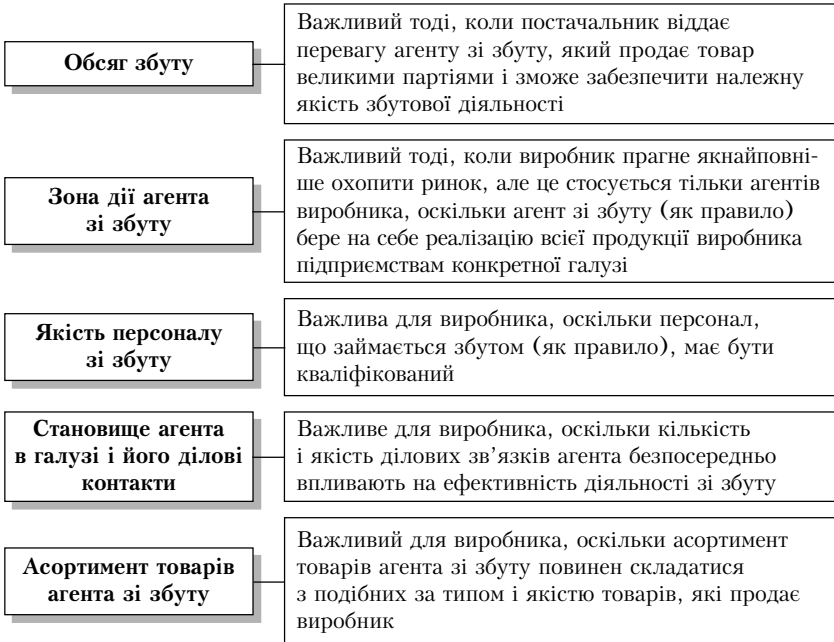 Обсяг збуту
Важливий тоді, коли постачальник віддає
перевагу агенту зі збуту, який продає товар
великими партіями і зможе забезпечити належну
якість збутової діяльності
Зона дії агента
зі збуту
Важливий тоді, коли виробник прагне якнайповні-
ше охопити ринок, але це стосується тільки агентів
виробника, оскільки агент зі збуту (як правило)
бере на себе реалізацію всієї продукції виробника
підприємствам конкретної галузі
Якість персоналу
зі збуту
Важлива для виробника, оскільки персонал,
що займається збутом (як правило), має бути
кваліфікований
Становище агента
в галузі і його ділові
контакти
Важливе для виробника, оскільки кількість
і якість ділових зв’язків агента безпосередньо
впливають на ефективність діяльності зі збуту
Асортимент товарів
агента зі збуту
Важливий для виробника, оскільки асортимент
товарів агента зі збуту повинен складатися
з подібних за типом і якістю товарів, які продає
виробник